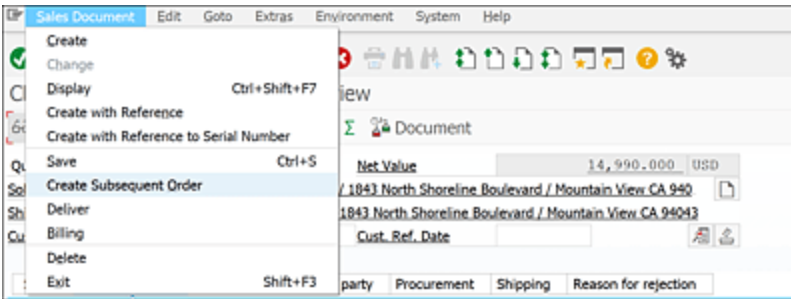 Sales Document Edit Goto Extras Environment System Help
Create
Change
Display Ctrl+Shift+F7
Create with Reference
Create with Reference to Serial Number
Save Ctrl+S
Create Subsequent Order
Deliver
Billing
Delete
Exit Shift+F3
Σ Document
Net Value 14,990.000 USD
/ 1843 North Shoreline Boulevard / Mountain View CA 940
1843 North Shoreline Boulevard / Mountain View CA 94043
Cust. Ref. Date
party Procurement Shipping Reason for rejection